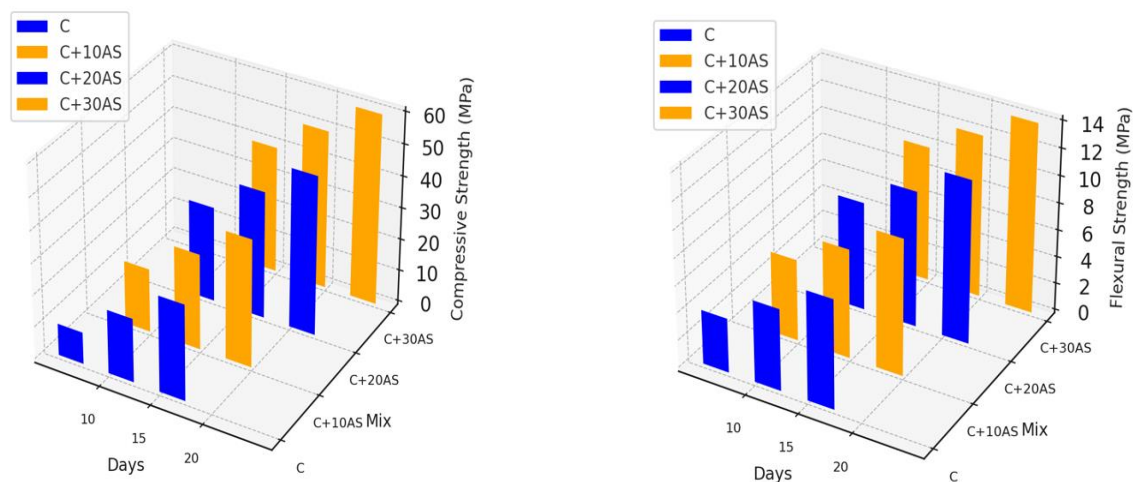 C
C+10AS
C+20AS
C+30AS
60
50
40
30
20
10
0
Compressive Strength (MPa)
C+30AS
C+20AS
C+10AS
C
Mix
10
15
20
Days
C
C+10AS
C+20AS
C+30AS
14
12
10
8
6
4
2
0
Flexural Strength (MPa)
C+30AS
C+20AS
C+10AS
C
Mix
10
15
20
Days